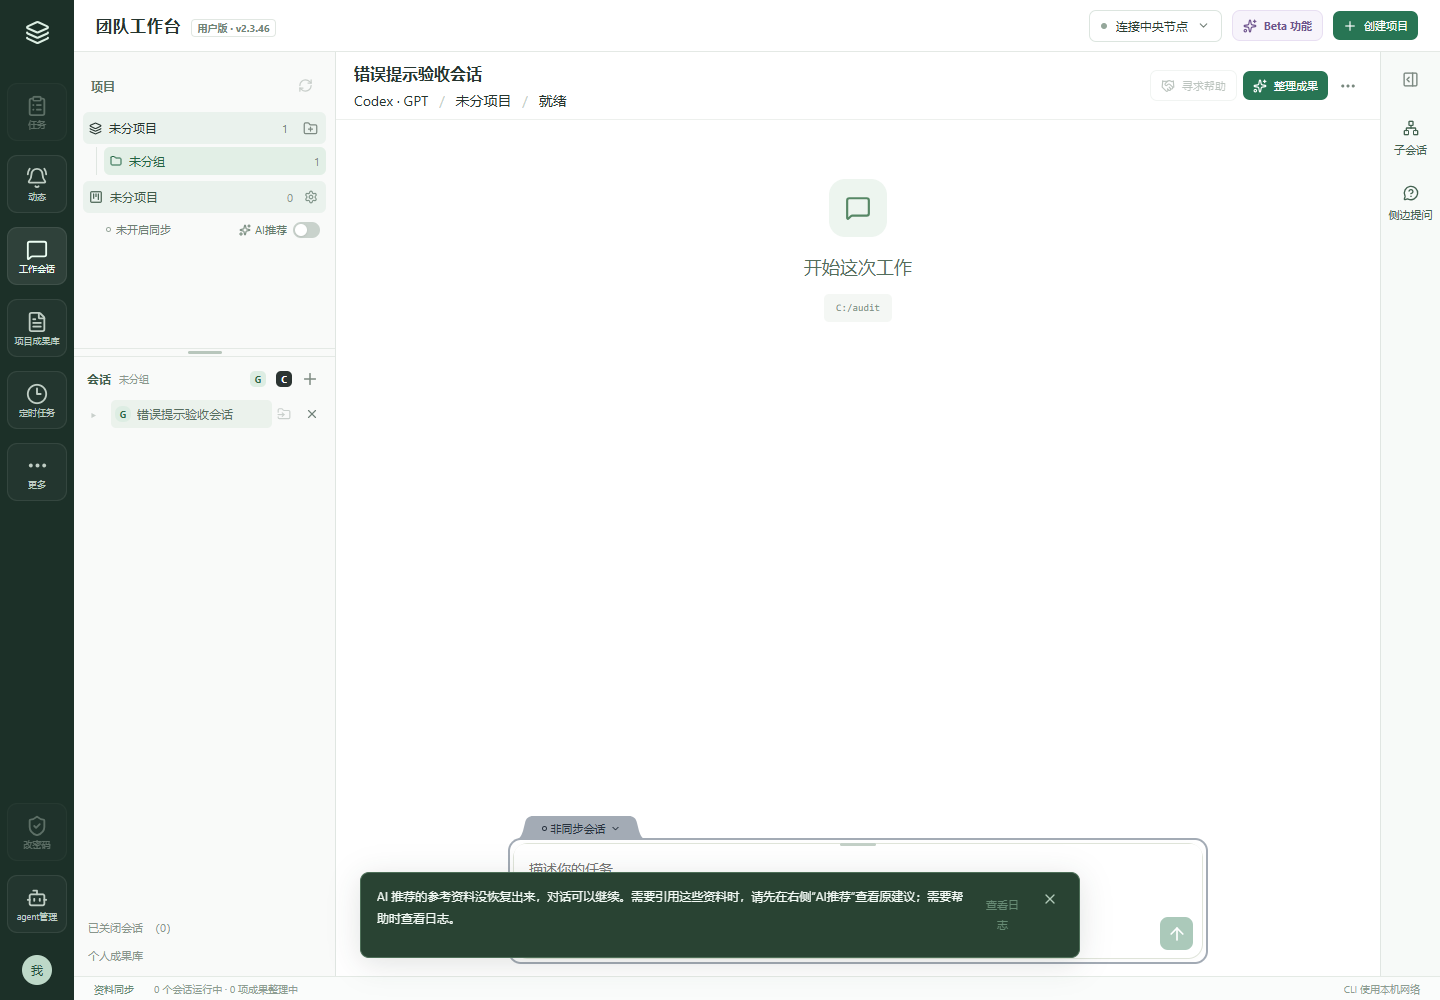 团队工作台
用户版 · v2.3.46
连接中央节点
Beta 功能
创建项目
任务
动态
工作会话
项目成果库
定时任务
更多
改密码
agent管理
我
项目
未分项目 1
未分组 1
未分项目 0
未开启同步 AI推荐
会话 未分组 G C
G 错误提示验收会话
已关闭会话 (0)
个人成果库
错误提示验收会话
Codex · GPT / 未分项目 / 就绪
寻求帮助
整理成果
开始这次工作
C:/audit
子会话
侧边提问
非同步会话
描述你的任务
AI 推荐的参考资料没恢复出来，对话可以继续。需要引用这些资料时，请先在右侧“AI推荐”查看原建议；需要帮
助时查看日志。
查看日
志
资料同步 0 个会话运行中 · 0 项成果整理中
CLI 使用本机网络